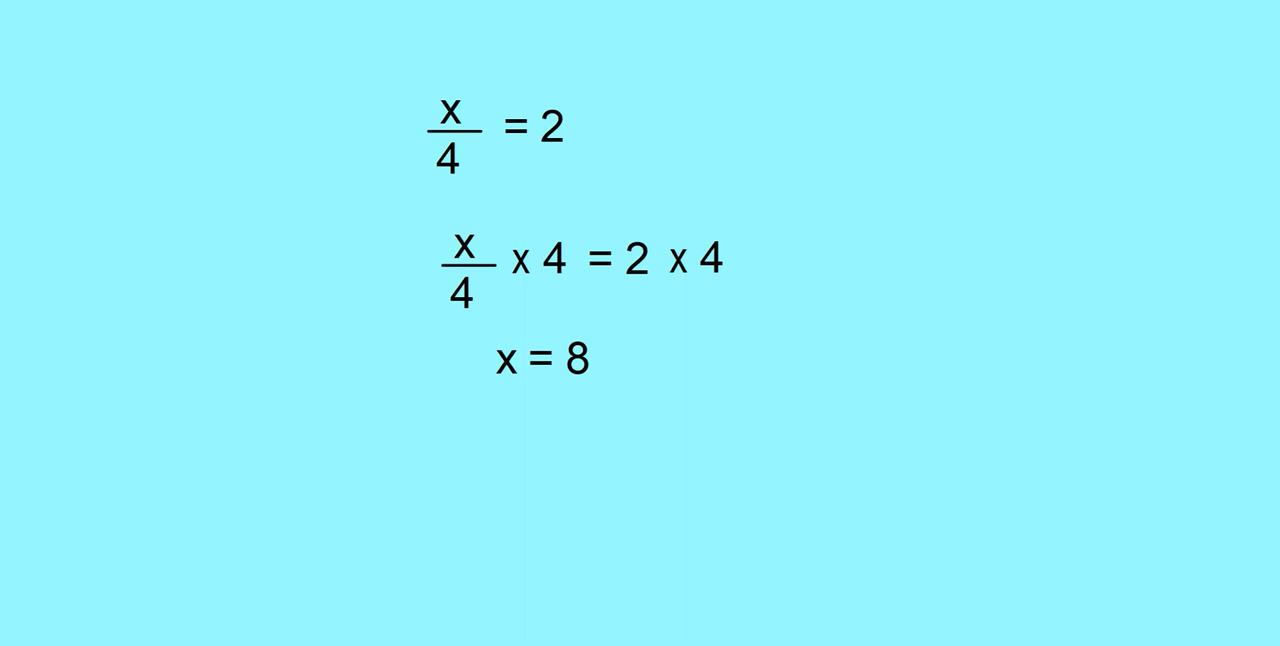 x/4 = 2
x/4 x 4 = 2 x 4
x = 8